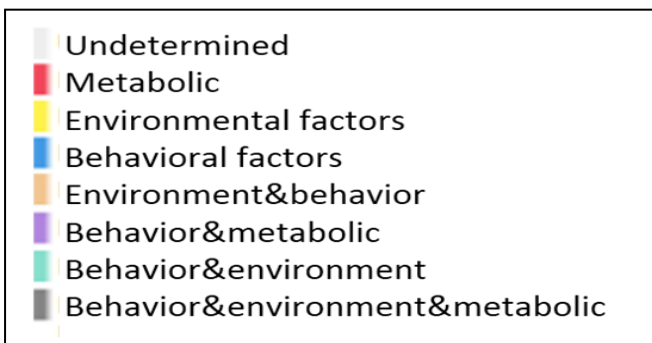 Undetermined
Metabolic
Environmental factors
Behavioral factors
Environment&behavior
Behavior&metabolic
Behavior&environment
Behavior&environment&metabolic